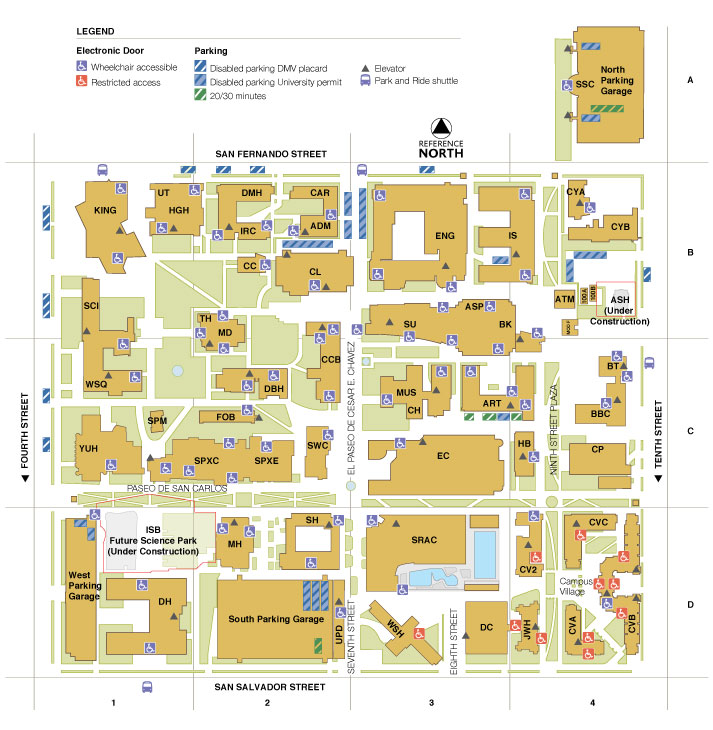 LEGEND
Electronic Door
Wheelchair accessible
Restricted access
Parking
Disabled parking DMV placard
Disabled parking University permit
20/30 minutes
Elevator
Park and Ride shuttle
SSC
North
Parking
Garage
A
REFERENCE
NORTH
SAN FERNANDO STREET
KING
UT
HGH
DMH
IRC
CAR
ADM
CC
CL
ENG
IS
CYA
CYB
B
ATM
100A
100B
ASH
(Under
Construction)
SCI
TH
MD
SU
ASP
BK
WSQ
DBH
CCB
EL PASEO DE CESAR E. CHAVEZ
MUS
CH
ART
BT
BBC
NINTH STREET PLAZA
FOURTH STREET
TENTH STREET
C
YUH
SPM
FOB
SPXC
SPXE
SWC
EC
HB
CP
PASEO DE SAN CARLOS
ISB
Future Science Park
(Under Construction)
MH
SH
SRAC
CV2
CVC
Campus
Village
West
Parking
Garage
DH
South Parking Garage
UPD
SEVENTH STREET
WSH
EIGHTH STREET
DC
JWH
CVA
CVB
D
SAN SALVADOR STREET
1
2
3
4